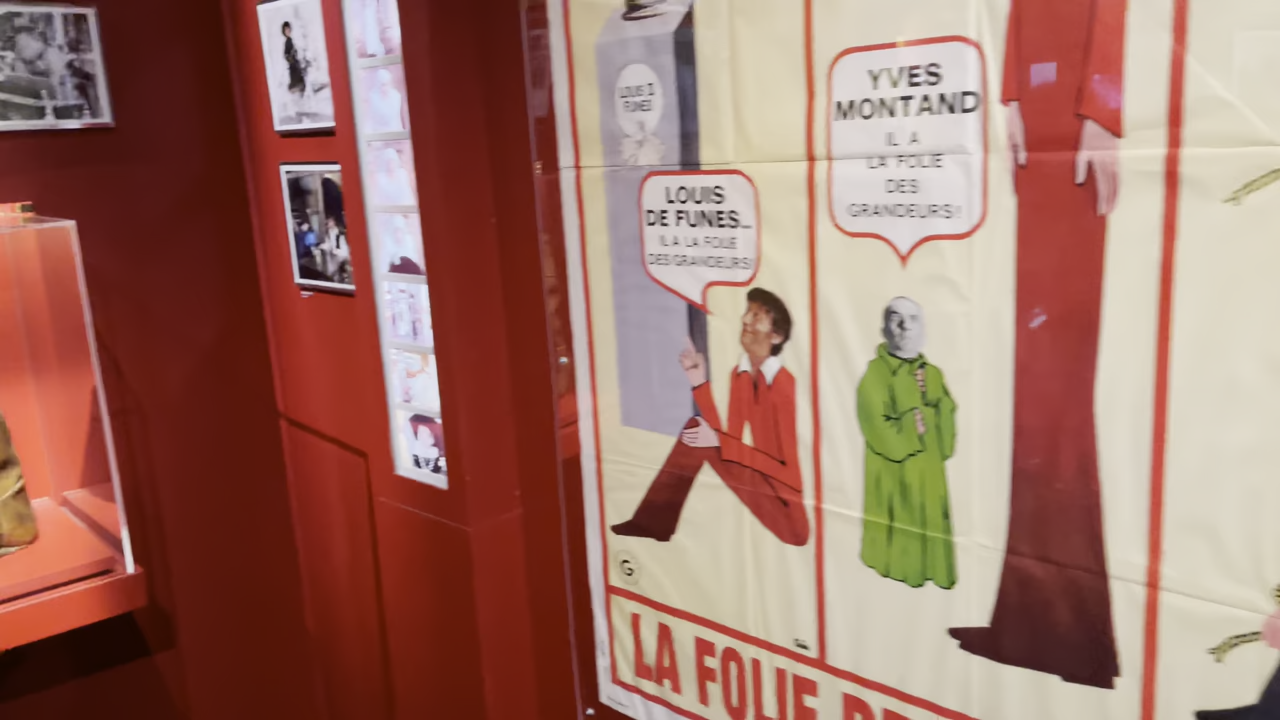 LOUIS
FUNES
LOUIS
DE FUNES...
IL A LA FOLIE
DES GRANDEURS!
YVES
MONTAND
IL A
LA FOLIE
DES
GRANDEURS!
G
LA FOLIE